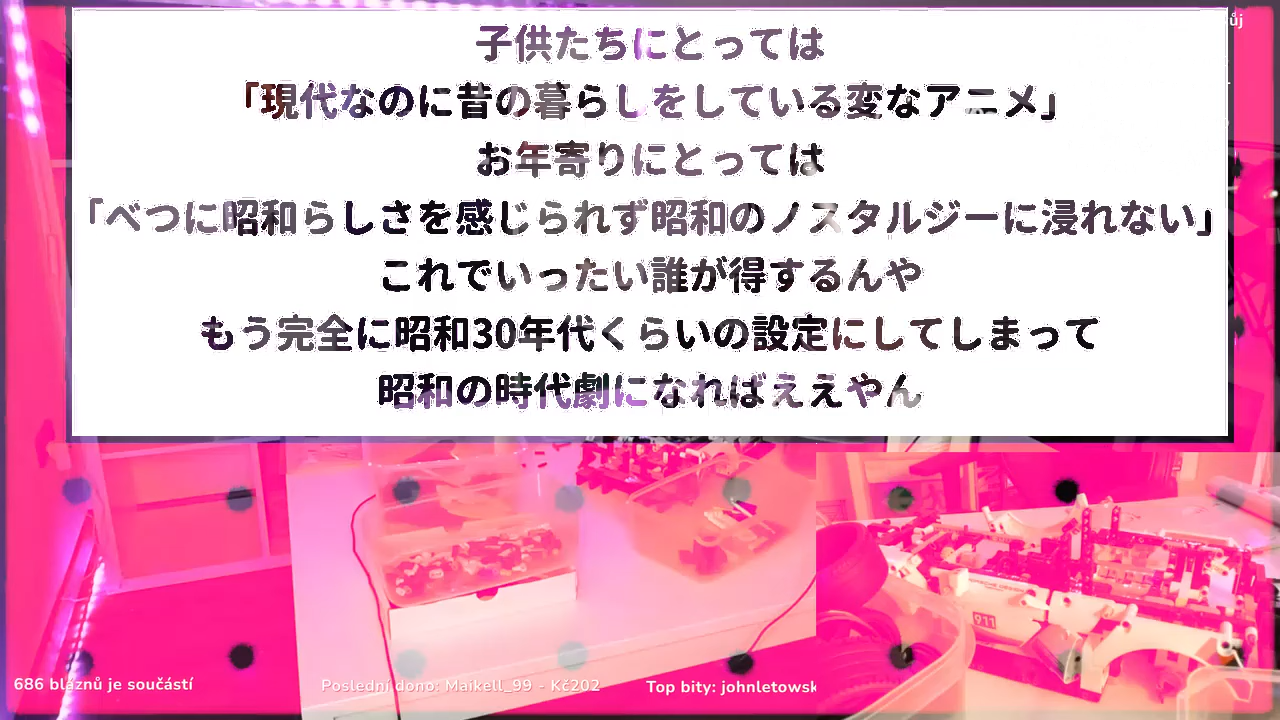 ůj
子供たちにとっては
「現代なのに昔の暮らしをしている変なアニメ」
お年寄りにとっては
「べつに昭和らしさを感じられず昭和のノスタルジーに浸れない」
これでいったい誰が得するんや
もう完全に昭和30年代くらいの設定にしてしまって
昭和の時代劇になればええやん
911
686 bláznů je součástí
Poslední dono: Maikell_99 - Kč202
Top bity: johnletowsk